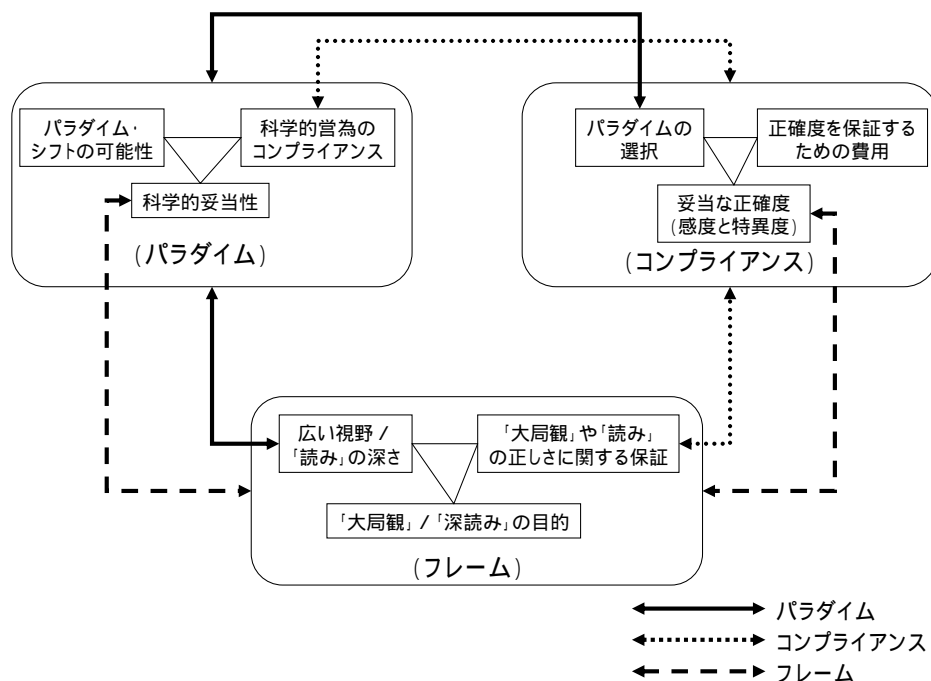 パラダイム・
シフトの可能性
科学的営為の
コンプライアンス
科学的妥当性
(パラダイム)
パラダイムの
選択
正確度を保証する
ための費用
妥当な正確度
(感度と特異度)
(コンプライアンス)
広い視野/
「読み」の深さ
「大局観」や「読み」
の正しさに関する保証
「大局観」/「深読み」の目的
(フレーム)
パラダイム
コンプライアンス
フレーム